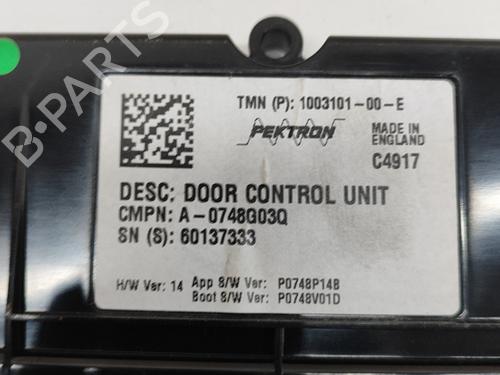 TMN (P): 1003101-00-E
PEKTRON
MADE IN
ENGLAND
C4917
DESC: DOOR CONTROL UNIT
CMPN: A-0748G03Q
SN (S): 60137333
H/W Ver: 14 App S/W Ver: P0748P14B
Boot S/W Ver: P0748V01D
B-PARTS